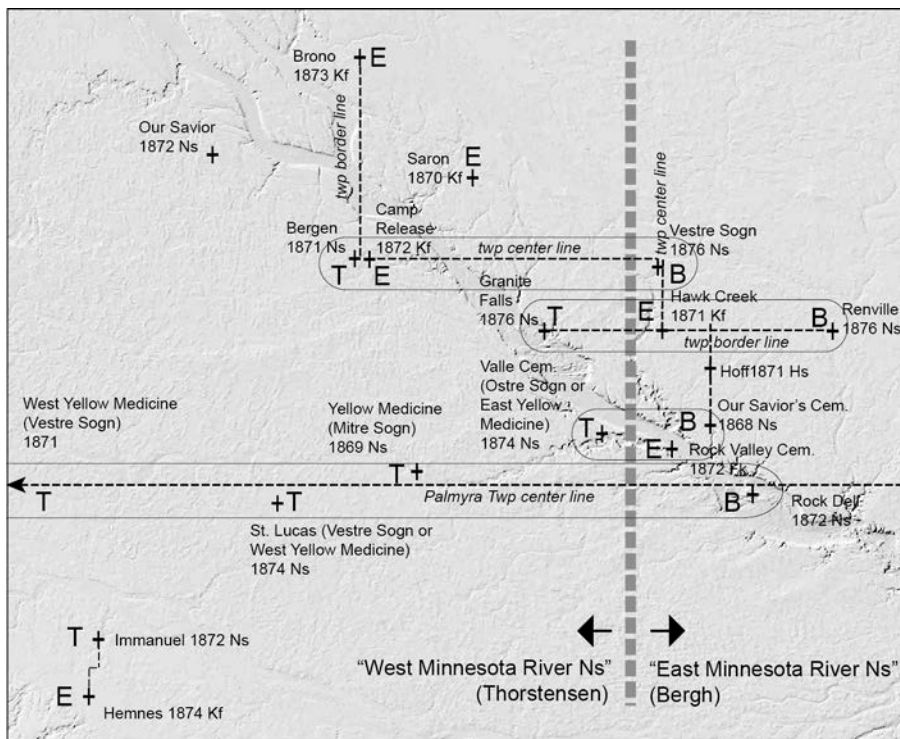 Brono
1873 Kf
E
twp border line
Our Savior
1872 Ns
Saron
1870 Kf
E
Bergen
1871 Ns
T
Camp
Release
1872 Kf
E
twp center line
twp center line
Vestre Sogn
1876 Ns
B
Granite
Falls
1876 Ns
T
E
Hawk Creek
1871 Kf
B
Renville
1876 Ns
twp border line
Hoff1871 Hs
Valle Cem.
(Ostre Sogn or
East Yellow
Medicine)
1874 Ns
T
B
Our Savior's Cem.
1868 Ns
E
Rock Valley Cem.
1872 Fk
West Yellow Medicine
(Vestre Sogn)
1871
T
Yellow Medicine
(Mitre Sogn)
1869 Ns
T
Palmyra Twp center line
T
St. Lucas (Vestre Sogn or
West Yellow Medicine)
1874 Ns
B
Rock Dell
1872 Ns
T
Immanuel 1872 Ns
E
Hemnes 1874 Kf
"West Minnesota River Ns"
(Thorstensen)
"East Minnesota River Ns"
(Bergh)